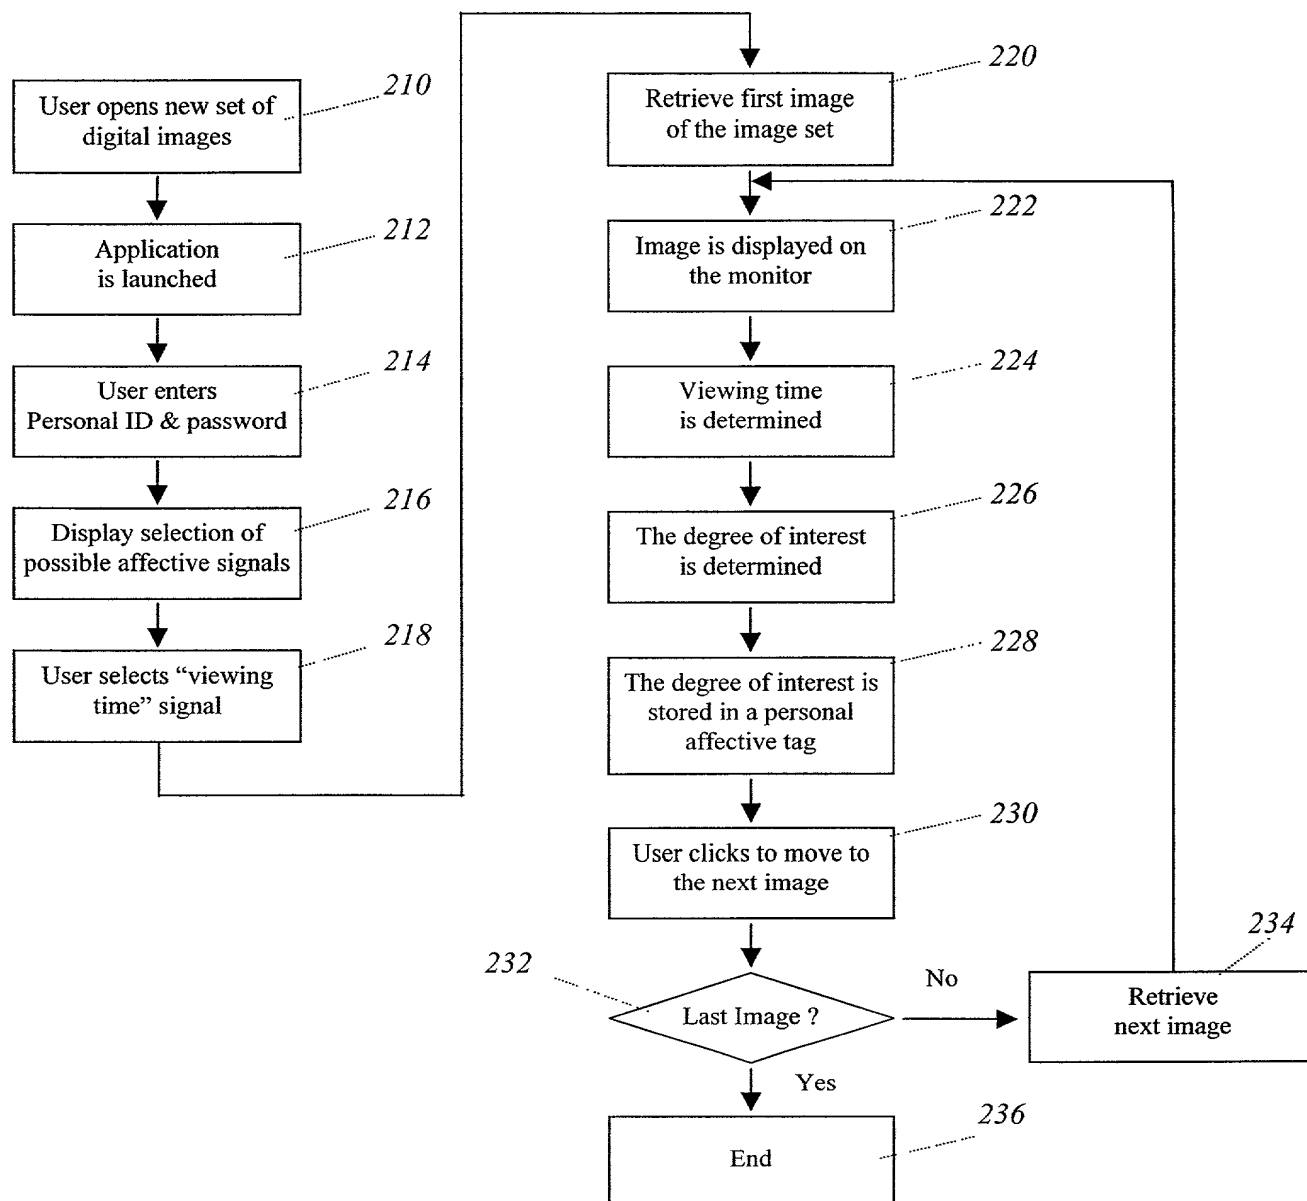 210
User opens new set of
digital images
212
Application
is launched
214
User enters
Personal ID & password
216
Display selection of
possible affective signals
218
User selects “viewing
time” signal
220
Retrieve first image
of the image set
222
Image is displayed on
the monitor
224
Viewing time
is determined
226
The degree of interest
is determined
228
The degree of interest is
stored in a personal
affective tag
230
User clicks to move to
the next image
232
Last Image ?
No
234
Retrieve
next image
Yes
236
End